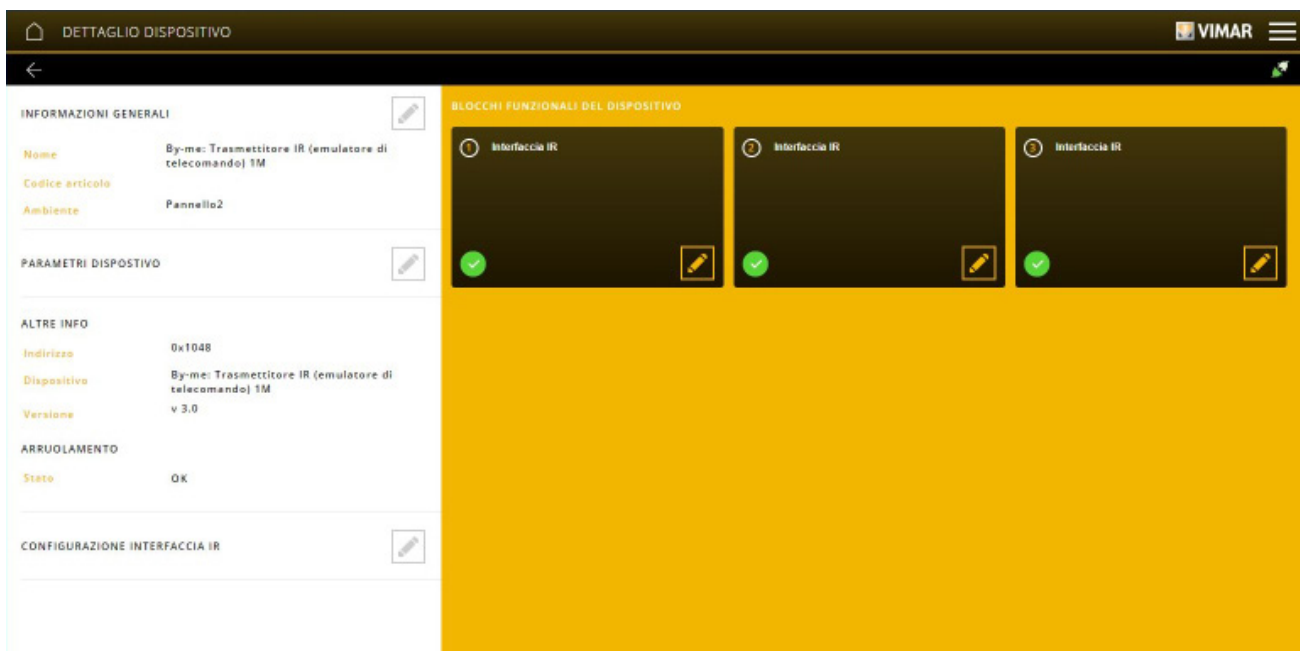 DETTAGLIO DISPOSITIVO
VIMAR
INFORMAZIONI GENERALI
Nome By-me: Trasmettitore IR (emulatore di
telecomando) 1M
Codice articolo
Ambiente Pannello2
PARAMETRI DISPOSTIVO
ALTRE INFO
Indirizzo 0x1048
Dispositivo By-me: Trasmettitore IR (emulatore di
telecomando) 1M
Versione v 3.0
ARRUOLAMENTO
Stato OK
CONFIGURAZIONE INTERFACCIA IR
BLOCCHI FUNZIONALI DEL DISPOSITIVO
1 Interfaccia IR
2 Interfaccia IR
3 Interfaccia IR